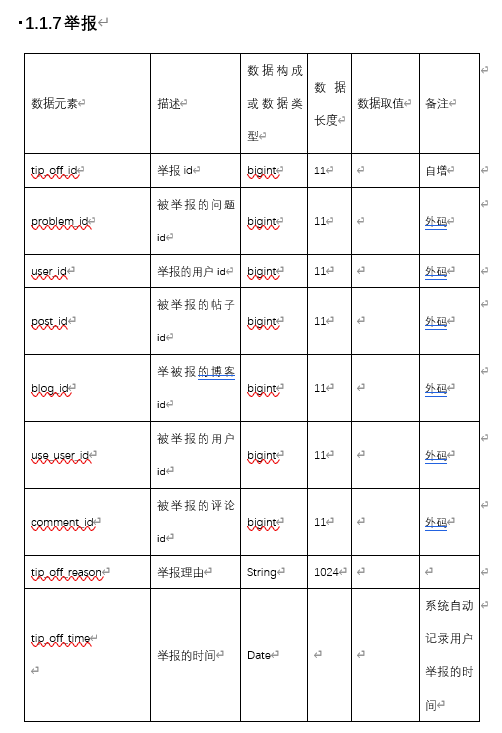 1.1.7 举报
数据元素 描述 数据构成或数据类型 数据长度 数据取值 备注
tip_off_id 举报 id bigint 11 自增
problem_id 被举报的问题 id bigint 11 外码
user_id 举报的用户 id bigint 11 外码
post_id 被举报的帖子 id bigint 11 外码
blog_id 举被报的博客 id bigint 11 外码
use_user_id 被举报的用户 id bigint 11 外码
comment_id 被举报的评论 id bigint 11 外码
tip_off_reason 举报理由 String 1024
tip_off_time 举报的时间 Date 系统自动记录用户举报的时间